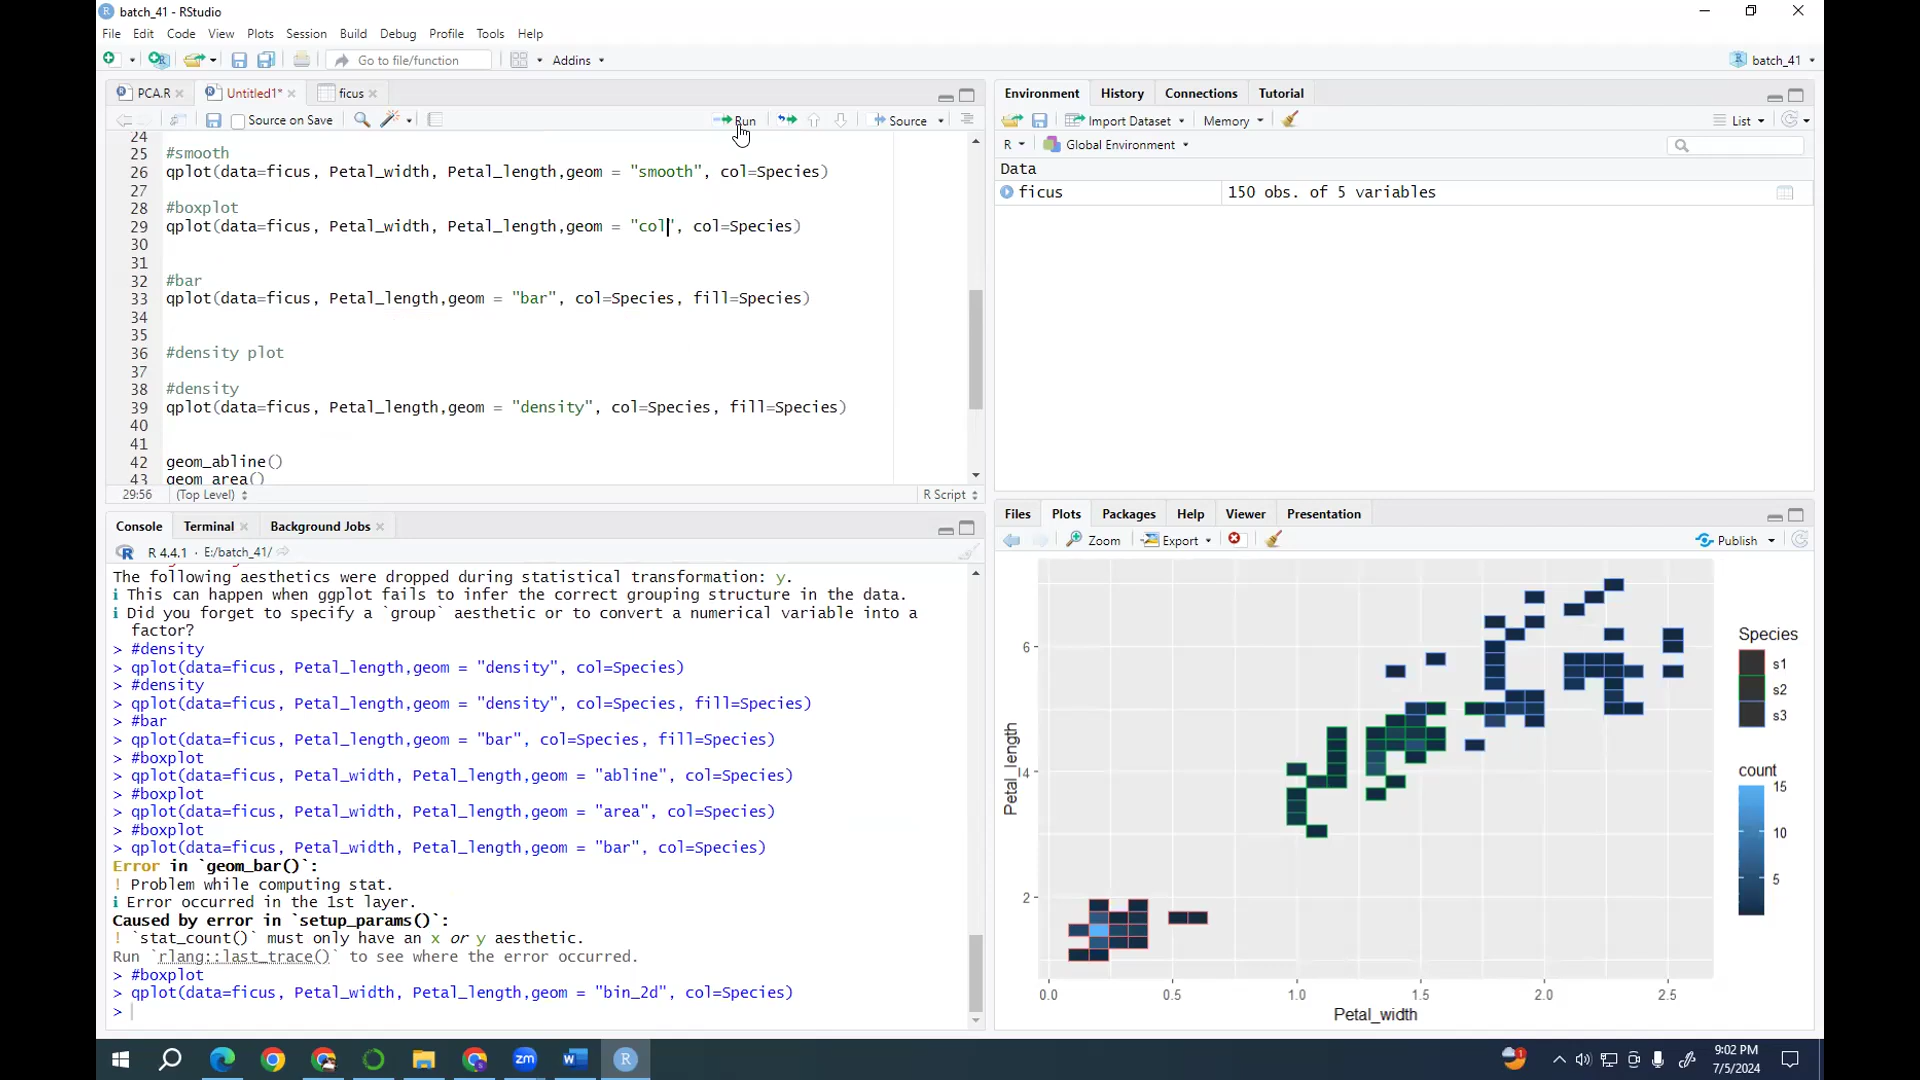 batch_41 - RStudio
File Edit Code View Plots Session Build Debug Profile Tools Help
Go to file/function
Addins
batch_41
PCA.R
Untitled1*
ficus
Source on Save
Run
Source
24
25 #smooth
26 qplot(data=ficus, Petal_width, Petal_length,geom = "smooth", col=Species)
27
28 #boxplot
29 qplot(data=ficus, Petal_width, Petal_length,geom = "col", col=Species)
30
31
32 #bar
33 qplot(data=ficus, Petal_length,geom = "bar", col=Species, fill=Species)
34
35
36 #density plot
37
38 #density
39 qplot(data=ficus, Petal_length,geom = "density", col=Species, fill=Species)
40
41
42 geom_abline()
43 geom_area()
29:56 (Top Level) R Script
Console Terminal Background Jobs
R 4.4.1 · E:/batch_41/
The following aesthetics were dropped during statistical transformation: y.
i This can happen when ggplot fails to infer the correct grouping structure in the data.
i Did you forget to specify a `group` aesthetic or to convert a numerical variable into a
factor?
> #density
> qplot(data=ficus, Petal_length,geom = "density", col=Species)
> #density
> qplot(data=ficus, Petal_length,geom = "density", col=Species, fill=Species)
> #bar
> qplot(data=ficus, Petal_length,geom = "bar", col=Species, fill=Species)
> #boxplot
> qplot(data=ficus, Petal_width, Petal_length,geom = "abline", col=Species)
> #boxplot
> qplot(data=ficus, Petal_width, Petal_length,geom = "area", col=Species)
> #boxplot
> qplot(data=ficus, Petal_width, Petal_length,geom = "bar", col=Species)
Error in `geom_bar()`:
! Problem while computing stat.
i Error occurred in the 1st layer.
Caused by error in `setup_params()`:
! `stat_count()` must only have an x or y aesthetic.
Run `rlang::last_trace()` to see where the error occurred.
> #boxplot
> qplot(data=ficus, Petal_width, Petal_length,geom = "bin_2d", col=Species)
>
Environment History Connections Tutorial
Import Dataset
Memory
List
R
Global Environment
Data
ficus
150 obs. of 5 variables
Files Plots Packages Help Viewer Presentation
Zoom
Export
Publish
Petal_length
6
4
2
0.0 0.5 1.0 1.5 2.0 2.5
Petal_width
Species
s1
s2
s3
count
15
10
5
zm
1
9:02 PM
7/5/2024